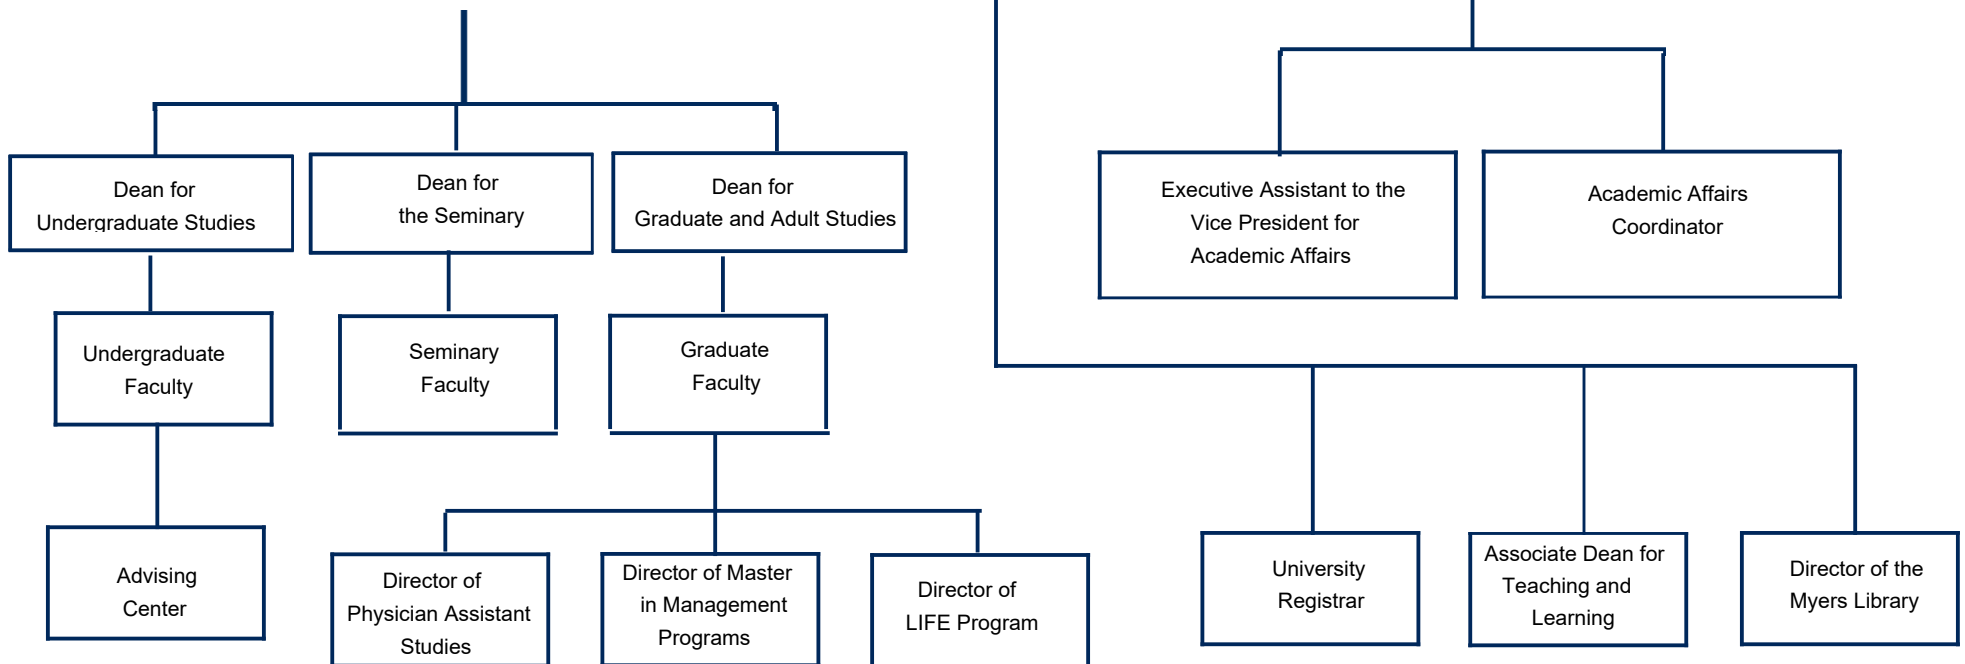 Dean for
Undergraduate Studies
Dean for
the Seminary
Dean for
Graduate and Adult Studies
Executive Assistant to the
Vice President for
Academic Affairs
Academic Affairs
Coordinator
Undergraduate
Faculty
Seminary
Faculty
Graduate
Faculty
Advising
Center
Director of
Physician Assistant
Studies
Director of Master
in Management
Programs
Director of
LIFE Program
University
Registrar
Associate Dean for
Teaching and
Learning
Director of the
Myers Library